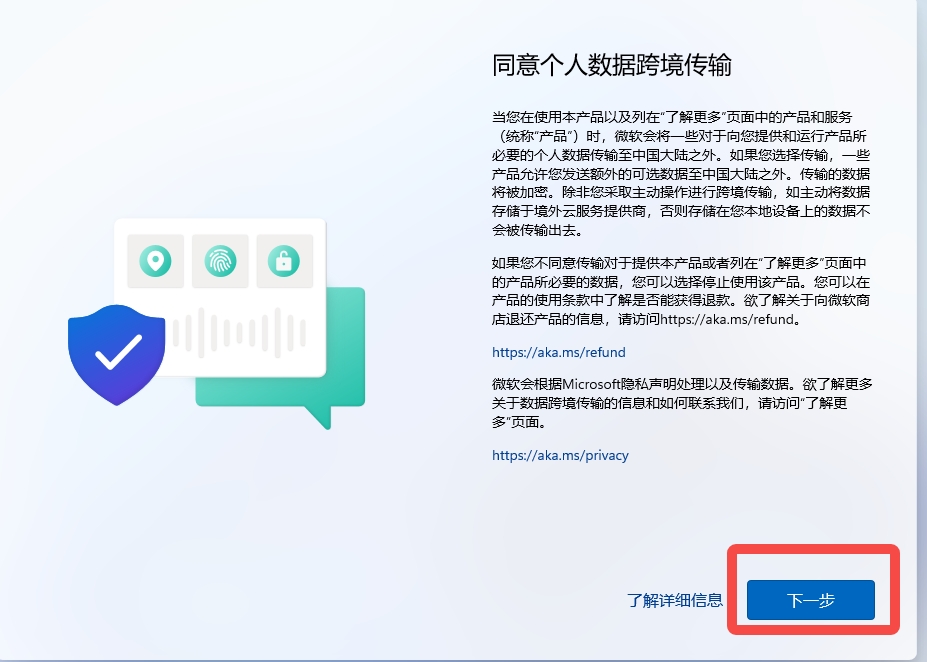 同意个人数据跨境传输
当您在使用本产品以及列在“了解更多”页面中的产品和服务
（统称“产品”）时，微软会将一些对于向您提供和运行产品所
必要的个人数据传输至中国大陆之外。如果您选择传输，一些
产品允许您发送额外的可选数据至中国大陆之外。传输的数据
将被加密。除非您采取主动操作进行跨境传输，如主动将数据
存储于境外云服务提供商，否则存储在您本地设备上的数据不
会被传输出去。
如果您不同意传输对于提供本产品或者列在“了解更多”页面中
的产品所必要的数据，您可以选择停止使用该产品。您可以在
产品的使用条款中了解是否能获得退款。欲了解关于向微软商
店退还产品的信息，请访问https://aka.ms/refund。
https://aka.ms/refund
微软会根据Microsoft隐私声明处理以及传输数据。欲了解更多
关于数据跨境传输的信息和如何联系我们，请访问“了解更
多”页面。
https://aka.ms/privacy
了解详细信息
下一步